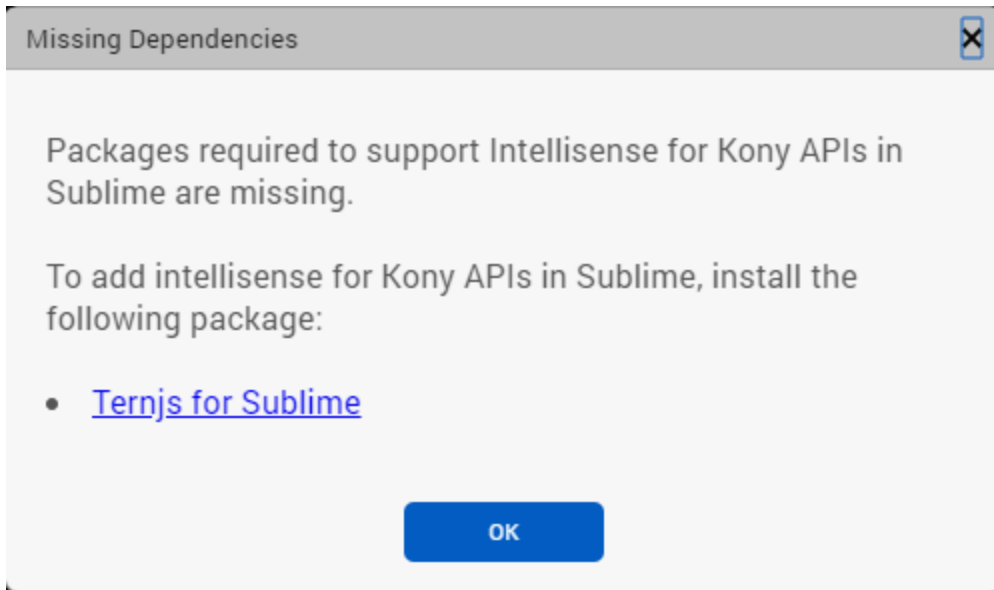 Missing Dependencies
Packages required to support Intellisense for Kony APIs in
Sublime are missing.
To add intellisense for Kony APIs in Sublime, install the
following package:
• Ternjs for Sublime
OK